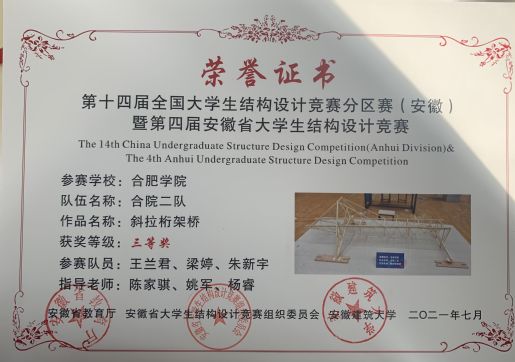 荣誉证书
第十四届全国大学生结构设计竞赛分区赛（安徽）
暨第四届安徽省大学生结构设计竞赛
The 14th China Undergraduate Structure Design Competition(Anhui Division)&
The 4th Anhui Undergraduate Structure Design Competition
参赛学校：合肥学院
队伍名称：合院二队
作品名称：斜拉桁架桥
获奖等级：三等奖
参赛队员：王兰君、梁婷、朱新宇
指导老师：陈家骐、姚军、杨睿
安徽省教育厅 安徽省大学生结构设计竞赛组织委员会 安徽建筑大学 二〇二一年七月